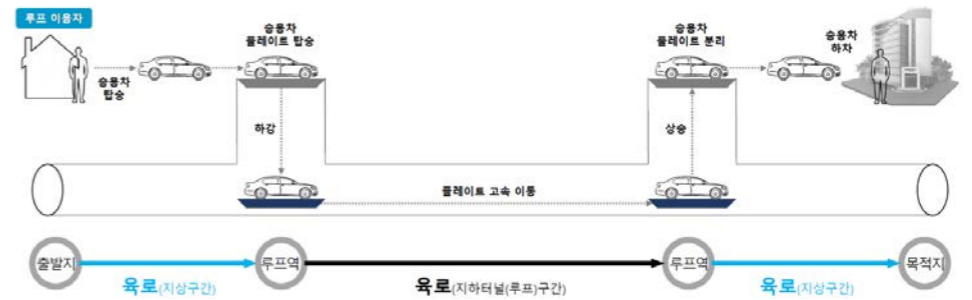 루프 이용자
승용차
탑승
승용차
플레이트 탑승
하강
플레이트 고속 이동
상승
승용차
플레이트 분리
승용차
하차
출발지
육로(지상구간)
루프역
육로(지하터널(루프)구간)
루프역
육로(지상구간)
목적지